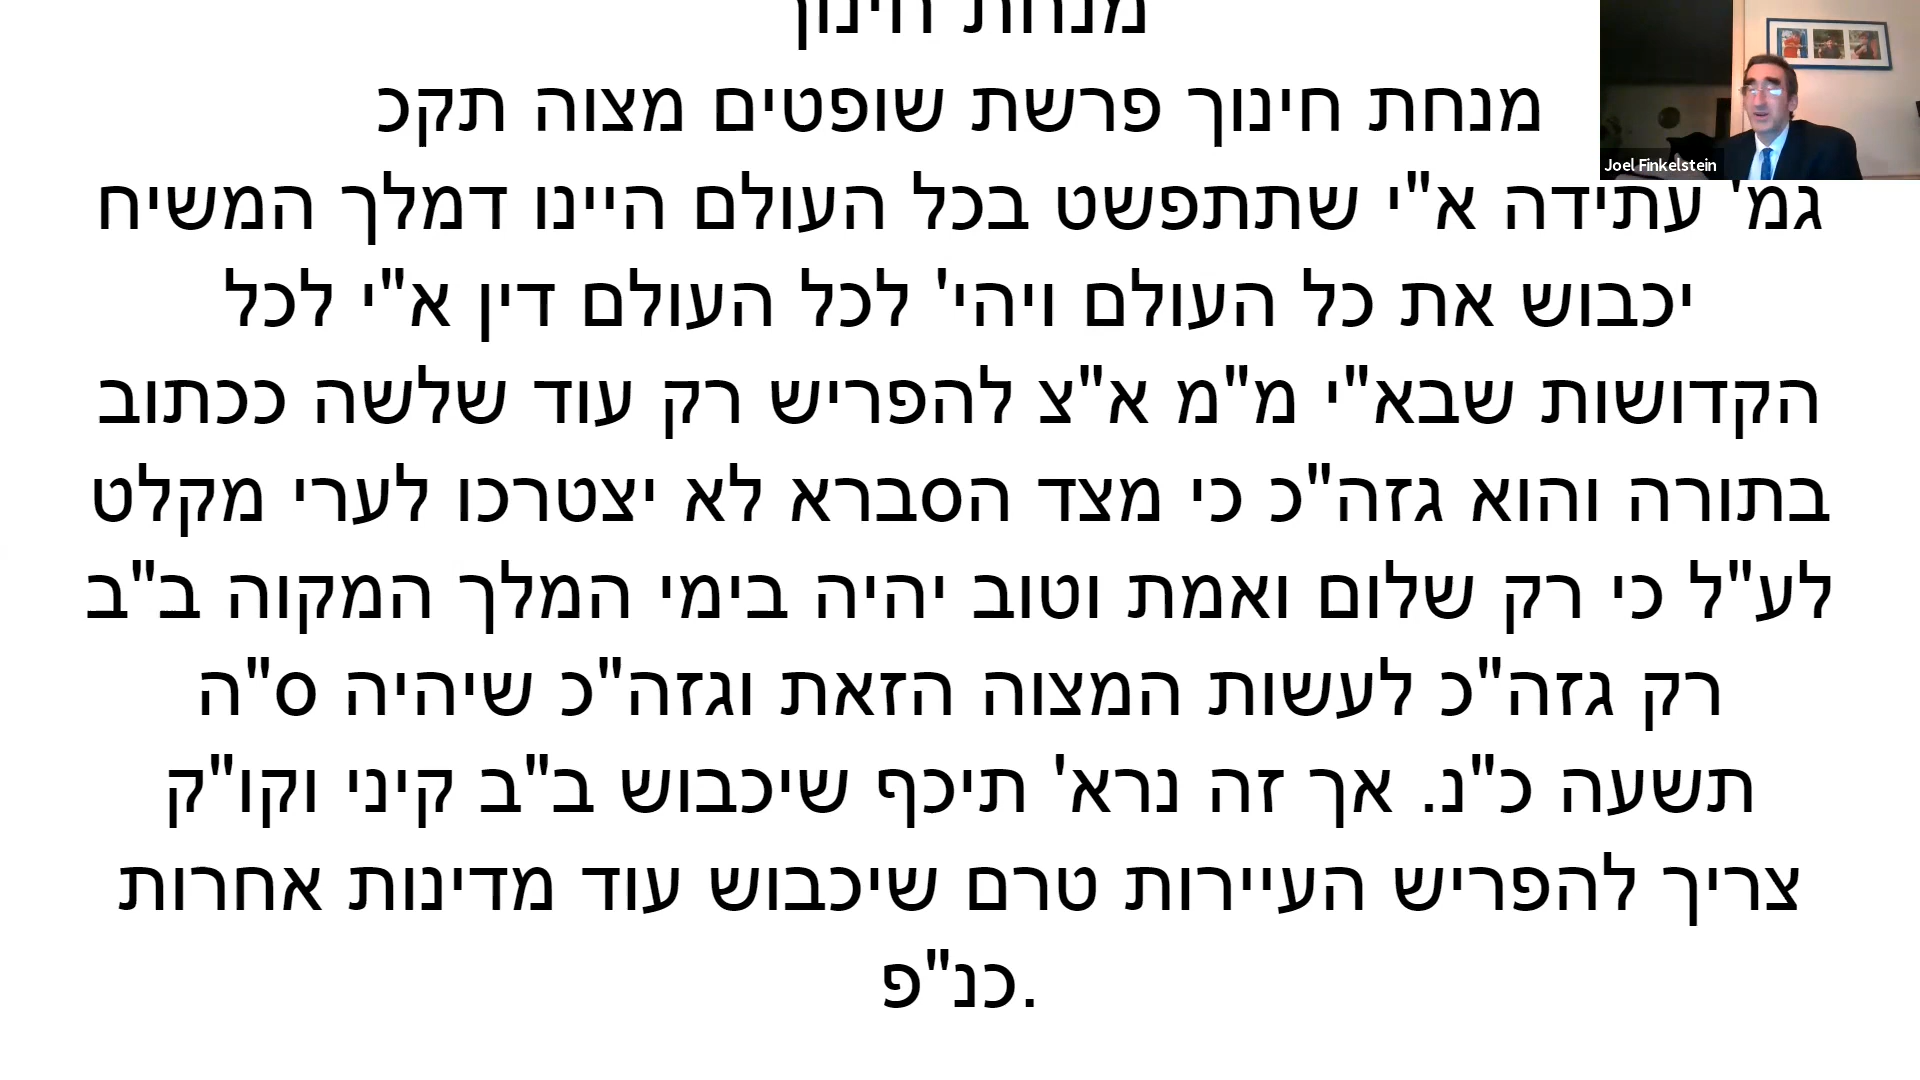 מנחת חינוך
מנחת חינוך פרשת שופטים מצוה תקכ
גמ' עתידה א"י שתתפשט בכל העולם היינו דמלך המשיח
יכבוש את כל העולם ויהי' לכל העולם דין א"י לכל
הקדושות שבא"י מ"מ א"צ להפריש רק עוד שלשה ככתוב
בתורה והוא גזה"כ כי מצד הסברא לא יצטרכו לערי מקלט
לע"ל כי רק שלום ואמת וטוב יהיה בימי המלך המקוה ב"ב
רק גזה"כ לעשות המצוה הזאת וגזה"כ שיהיה ס"ה
תשעה כ"נ. אך זה נרא' תיכף שיכבוש ב"ב קיני וקו"ק
צריך להפריש העיירות טרם שיכבוש עוד מדינות אחרות
.כנ"פ
Joel Finkelstein